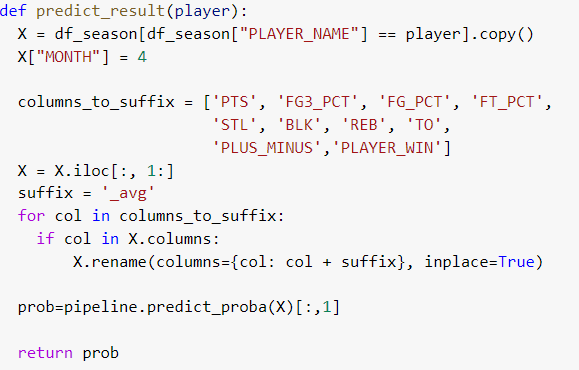 def predict_result(player):
  X = df_season[df_season["PLAYER_NAME"] == player].copy()
  X["MONTH"] = 4
  columns_to_suffix = ['PTS', 'FG3_PCT', 'FG_PCT', 'FT_PCT',
                       'STL', 'BLK', 'REB', 'TO',
                       'PLUS_MINUS','PLAYER_WIN']
  X = X.iloc[:, 1:]
  suffix = '_avg'
  for col in columns_to_suffix:
    if col in X.columns:
        X.rename(columns={col: col + suffix}, inplace=True)
  prob=pipeline.predict_proba(X)[:,1]
  return prob